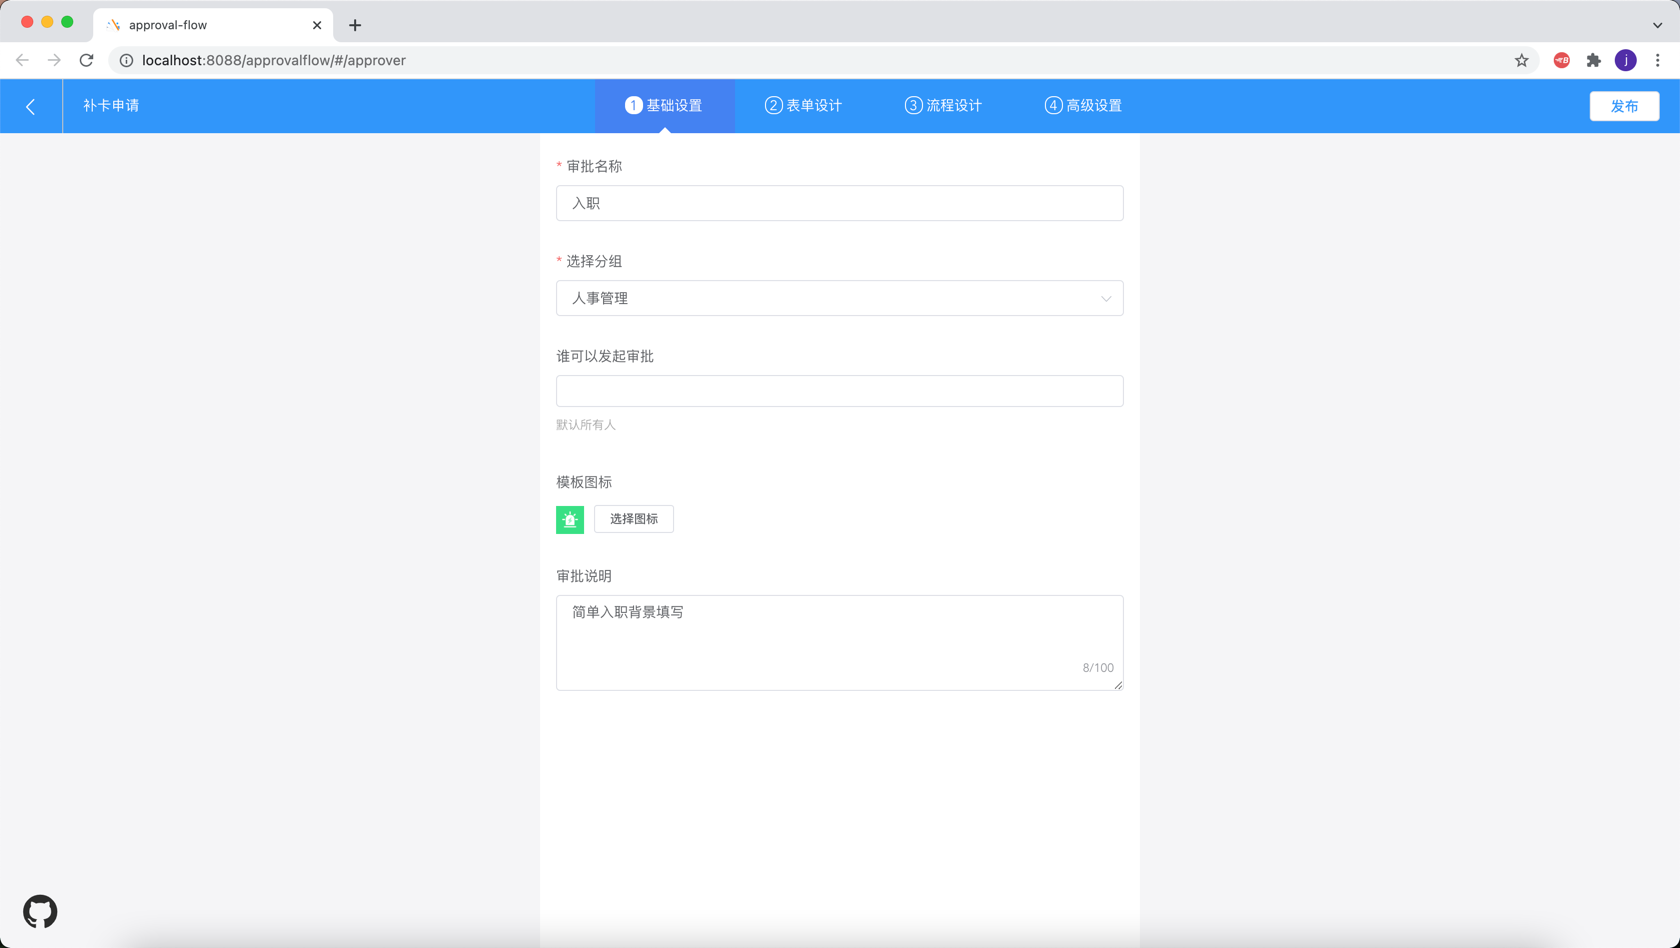 approval-flow
localhost:8088/approvalflow/#/approver
j
补卡申请
1 基础设置
2 表单设计
3 流程设计
4 高级设置
发布
* 审批名称
入职
* 选择分组
人事管理
谁可以发起审批
默认所有人
模板图标
选择图标
审批说明
简单入职背景填写
8/100